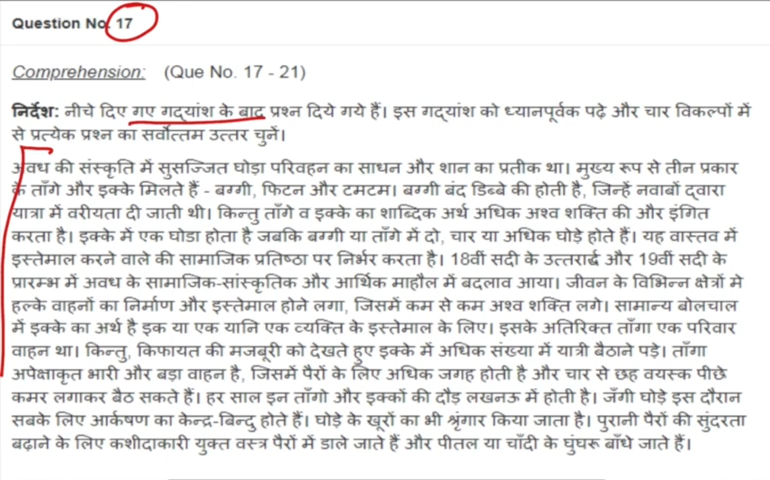 Question No. 17
Comprehension: (Que No. 17 - 21)
निर्देश: नीचे दिए गए गद्यांश के बाद प्रश्न दिये गये हैं। इस गद्यांश को ध्यानपूर्वक पढ़े और चार विकल्पों में
से प्रत्येक प्रश्न का सर्वोत्तम उत्तर चुनें।
अवध की संस्कृति में सुसज्जित घोड़ा परिवहन का साधन और शान का प्रतीक था। मुख्य रूप से तीन प्रकार
के ताँगे और इक्के मिलते हैं - बग्गी, फिटन और टमटम। बग्गी बंद डिब्बे की होती है, जिन्हें नवाबों द्वारा
यात्रा में वरीयता दी जाती थी। किन्तु ताँगे व इक्के का शाब्दिक अर्थ अधिक अश्व शक्ति की और इंगित
करता है। इक्के में एक घोडा होता है जबकि बग्गी या ताँगे में दो, चार या अधिक घोड़े होते हैं। यह वास्तव में
इस्तेमाल करने वाले की सामाजिक प्रतिष्ठा पर निर्भर करता है। 18वीं सदी के उत्तरार्द्ध और 19वीं सदी के
प्रारम्भ में अवध के सामाजिक-सांस्कृतिक और आर्थिक माहौल में बदलाव आया। जीवन के विभिन्न क्षेत्रों मे
हल्के वाहनों का निर्माण और इस्तेमाल होने लगा, जिसमें कम से कम अश्व शक्ति लगे। सामान्य बोलचाल
में इक्के का अर्थ है इक या एक यानि एक व्यक्ति के इस्तेमाल के लिए। इसके अतिरिक्त ताँगा एक परिवार
वाहन था। किन्तु, किफायत की मजबूरी को देखते हुए इक्के में अधिक संख्या में यात्री बैठाने पड़े। ताँगा
अपेक्षाकृत भारी और बड़ा वाहन है, जिसमें पैरों के लिए अधिक जगह होती है और चार से छह वयस्क पीछे
कमर लगाकर बैठ सकते हैं। हर साल इन ताँगो और इक्कों की दौड़ लखनऊ में होती है। जँगी घोड़े इस दौरान
सबके लिए आर्कषण का केन्द्र-बिन्दु होते हैं। घोड़े के खूरों का भी श्रृंगार किया जाता है। पुरानी पैरों की सुंदरता
बढ़ाने के लिए कशीदाकारी युक्त वस्त्र पैरों में डाले जाते हैं और पीतल या चाँदी के घुंघरू बाँधे जाते हैं।